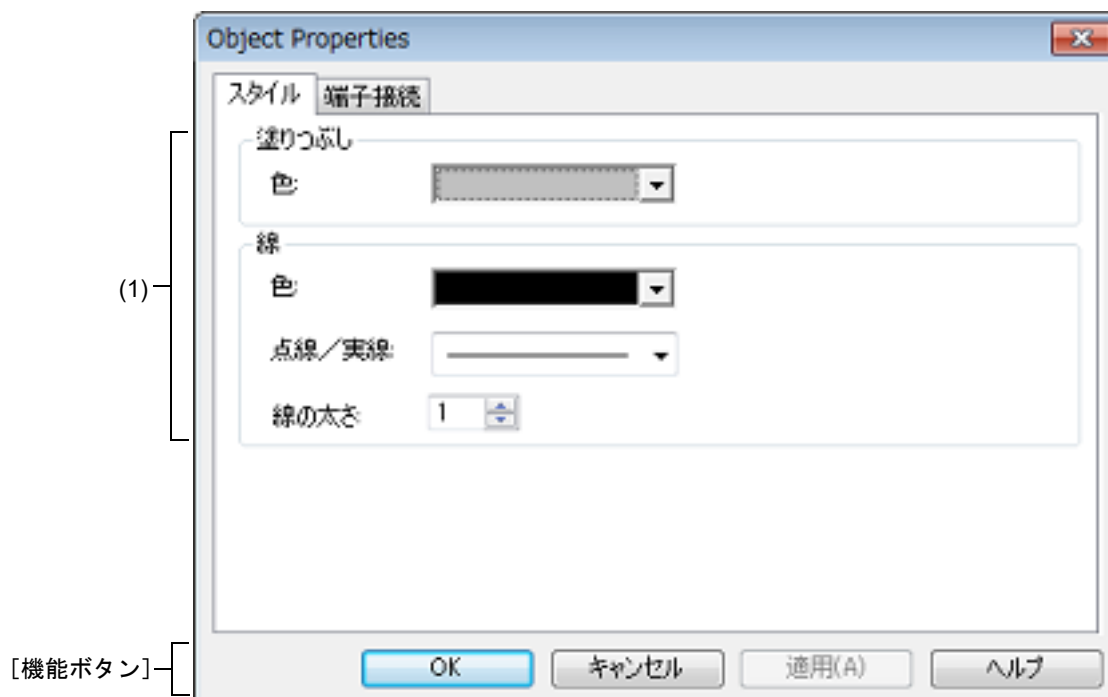 Object Properties
スタイル 端子接続
塗りつぶし
色:
線
色:
(1)
点線／実線:
線の太さ: 1
[機能ボタン]
OK キャンセル 適用(A) ヘルプ